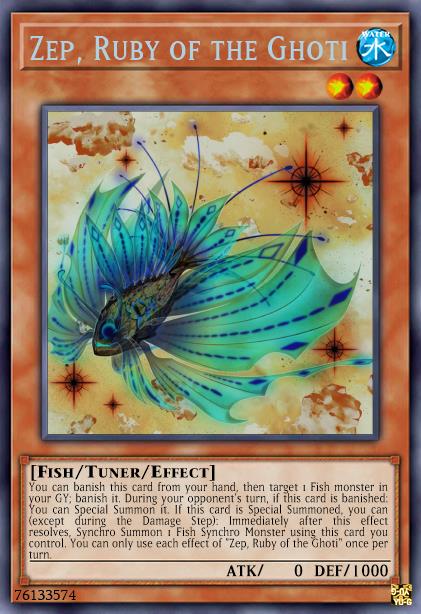 Zep, Ruby of the Ghoti
WATER
水
[Fish/Tuner/Effect]
You can banish this card from your hand, then target 1 Fish monster in
your GY; banish it. During your opponent's turn, if this card is banished:
You can Special Summon it. If this card is Special Summoned, you can
(except during the Damage Step): Immediately after this effect
resolves, Synchro Summon 1 Fish Synchro Monster using this card you
control. You can only use each effect of "Zep, Ruby of the Ghoti" once per
turn.
ATK/ 0 DEF/1000
76133574